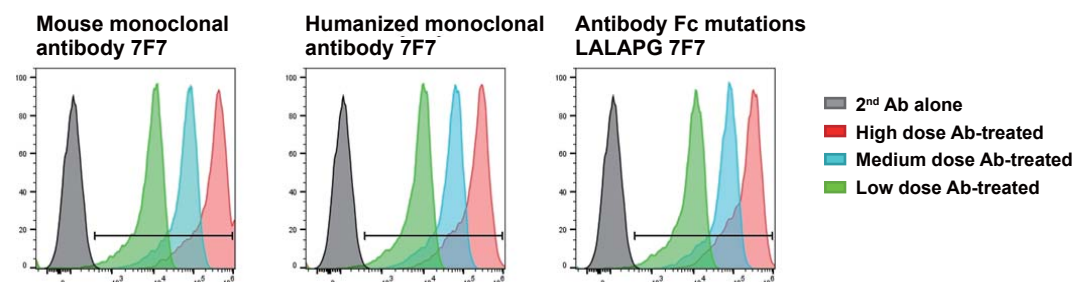 Mouse monoclonal
antibody 7F7
Humanized monoclonal
antibody 7F7
Antibody Fc mutations
LALAPG 7F7
100
80
60
40
20
0
100
80
60
40
20
0
100
80
60
40
20
0
2nd Ab alone
High dose Ab-treated
Medium dose Ab-treated
Low dose Ab-treated